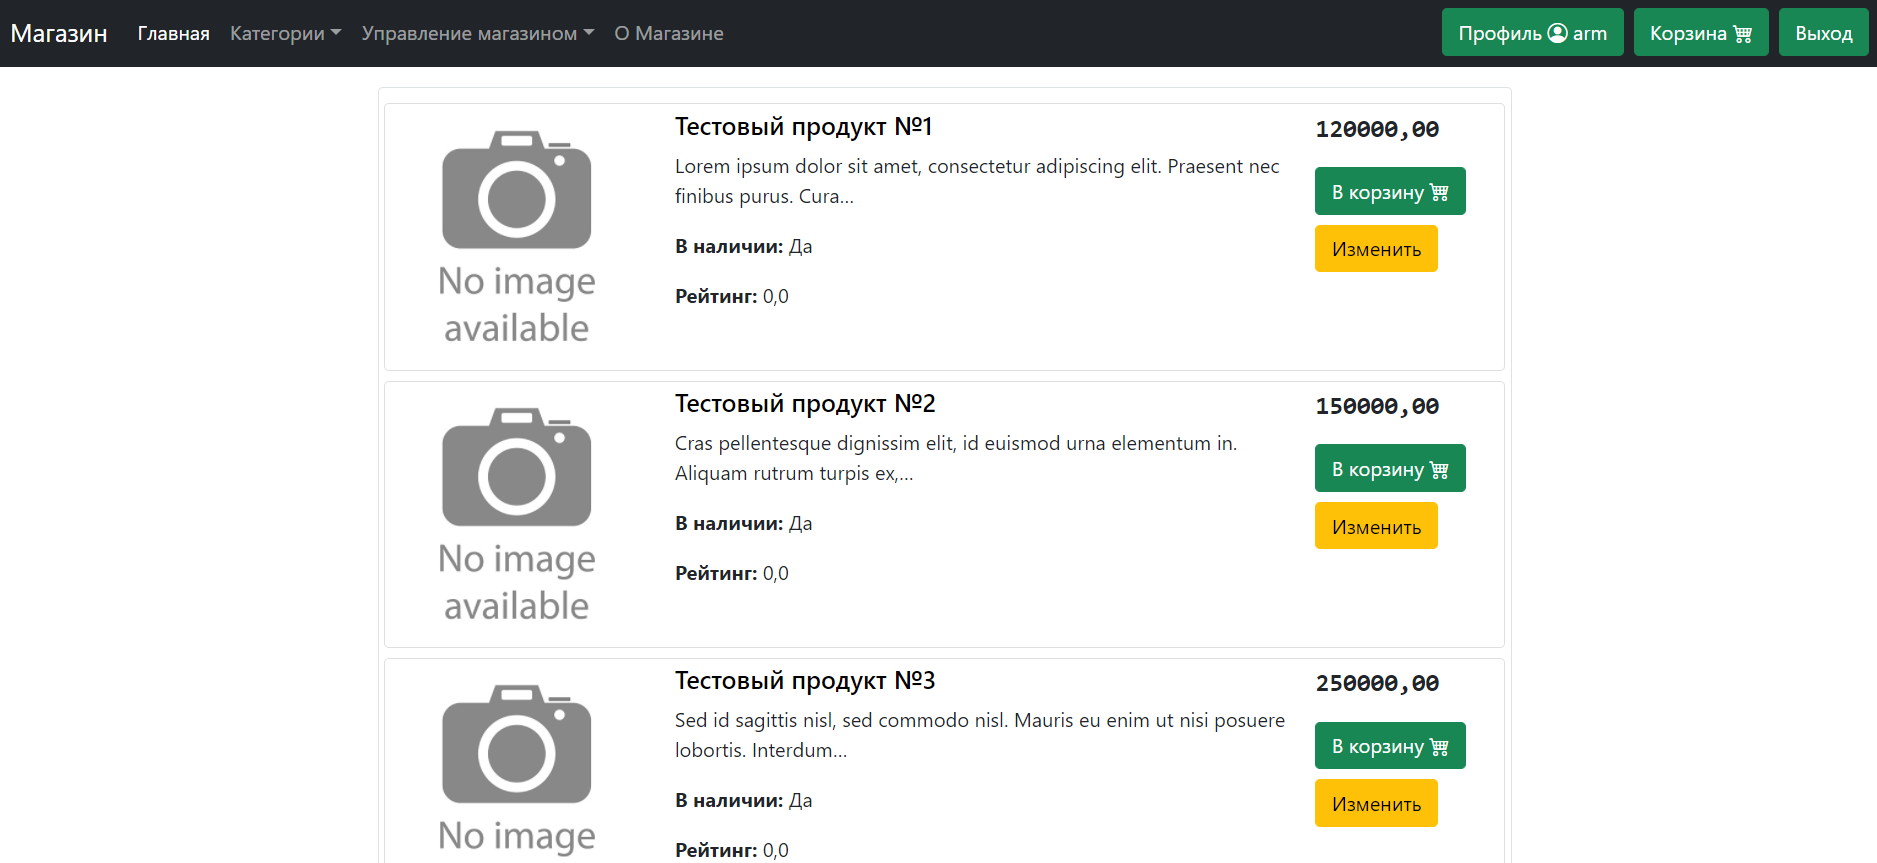 Магазин Главная Категории Управление магазином О Магазине Профиль arm Корзина Выход
No image
available
Тестовый продукт №1
Lorem ipsum dolor sit amet, consectetur adipiscing elit. Praesent nec
finibus purus. Cura...
В наличии: Да
Рейтинг: 0,0
120000,00
В корзину
Изменить
No image
available
Тестовый продукт №2
Cras pellentesque dignissim elit, id euismod urna elementum in.
Aliquam rutrum turpis ex,...
В наличии: Да
Рейтинг: 0,0
150000,00
В корзину
Изменить
No image
Тестовый продукт №3
Sed id sagittis nisl, sed commodo nisl. Mauris eu enim ut nisi posuere
lobortis. Interdum...
В наличии: Да
Рейтинг: 0,0
250000,00
В корзину
Изменить